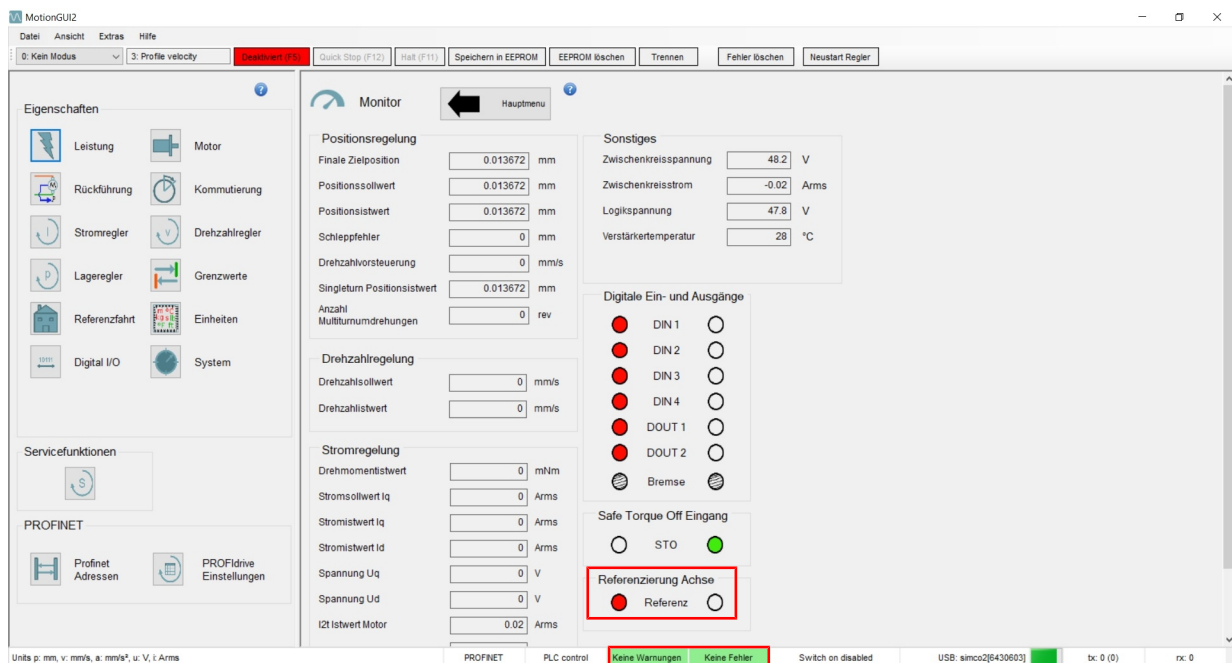 MotionGUI2
Datei Ansicht Extras Hilfe
0: Kein Modus 3: Profile velocity Deaktiviert (F5) Quick Stop (F12) Halt (F11) Speichern in EEPROM EEPROM löschen Trennen Fehler löschen Neustart Regler
Eigenschaften
Leistung Motor
Rückführung Kommutierung
Stromregler Drehzahlregler
Lageregler Grenzwerte
Referenzfahrt Einheiten
Digital I/O System
Servicefunktionen
PROFINET
Profinet Adressen
PROFIdrive Einstellungen
Monitor Hauptmenu
Positionsregelung
Finale Zielposition 0.013672 mm
Positionssollwert 0.013672 mm
Positionsistwert 0.013672 mm
Schleppfehler 0 mm
Drehzahlvorsteuerung 0 mm/s
Singleturn Positionsistwert 0.013672 mm
Anzahl
Multiturnumdrehungen 0 rev
Drehzahlregelung
Drehzahlsollwert 0 mm/s
Drehzahlistwert 0 mm/s
Stromregelung
Drehmomentistwert 0 mNm
Stromsollwert Iq 0 Arms
Stromistwert Iq 0 Arms
Stromistwert Id 0 Arms
Spannung Uq 0 V
Spannung Ud 0 V
I2t Istwert Motor 0.02 Arms
Sonstiges
Zwischenkreisspannung 48.2 V
Zwischenkreisstrom -0.02 Arms
Logikspannung 47.8 V
Verstärkertemperatur 28 °C
Digitale Ein- und Ausgänge
DIN 1
DIN 2
DIN 3
DIN 4
DOUT 1
DOUT 2
Bremse
Safe Torque Off Eingang
STO
Referenzierung Achse
Referenz
Units p: mm, v: mm/s, a: mm/s², u: V, i: Arms PROFINET PLC control Keine Warnungen Keine Fehler Switch on disabled USB: simco2[6430603] tx: 0 (0) rx: 0